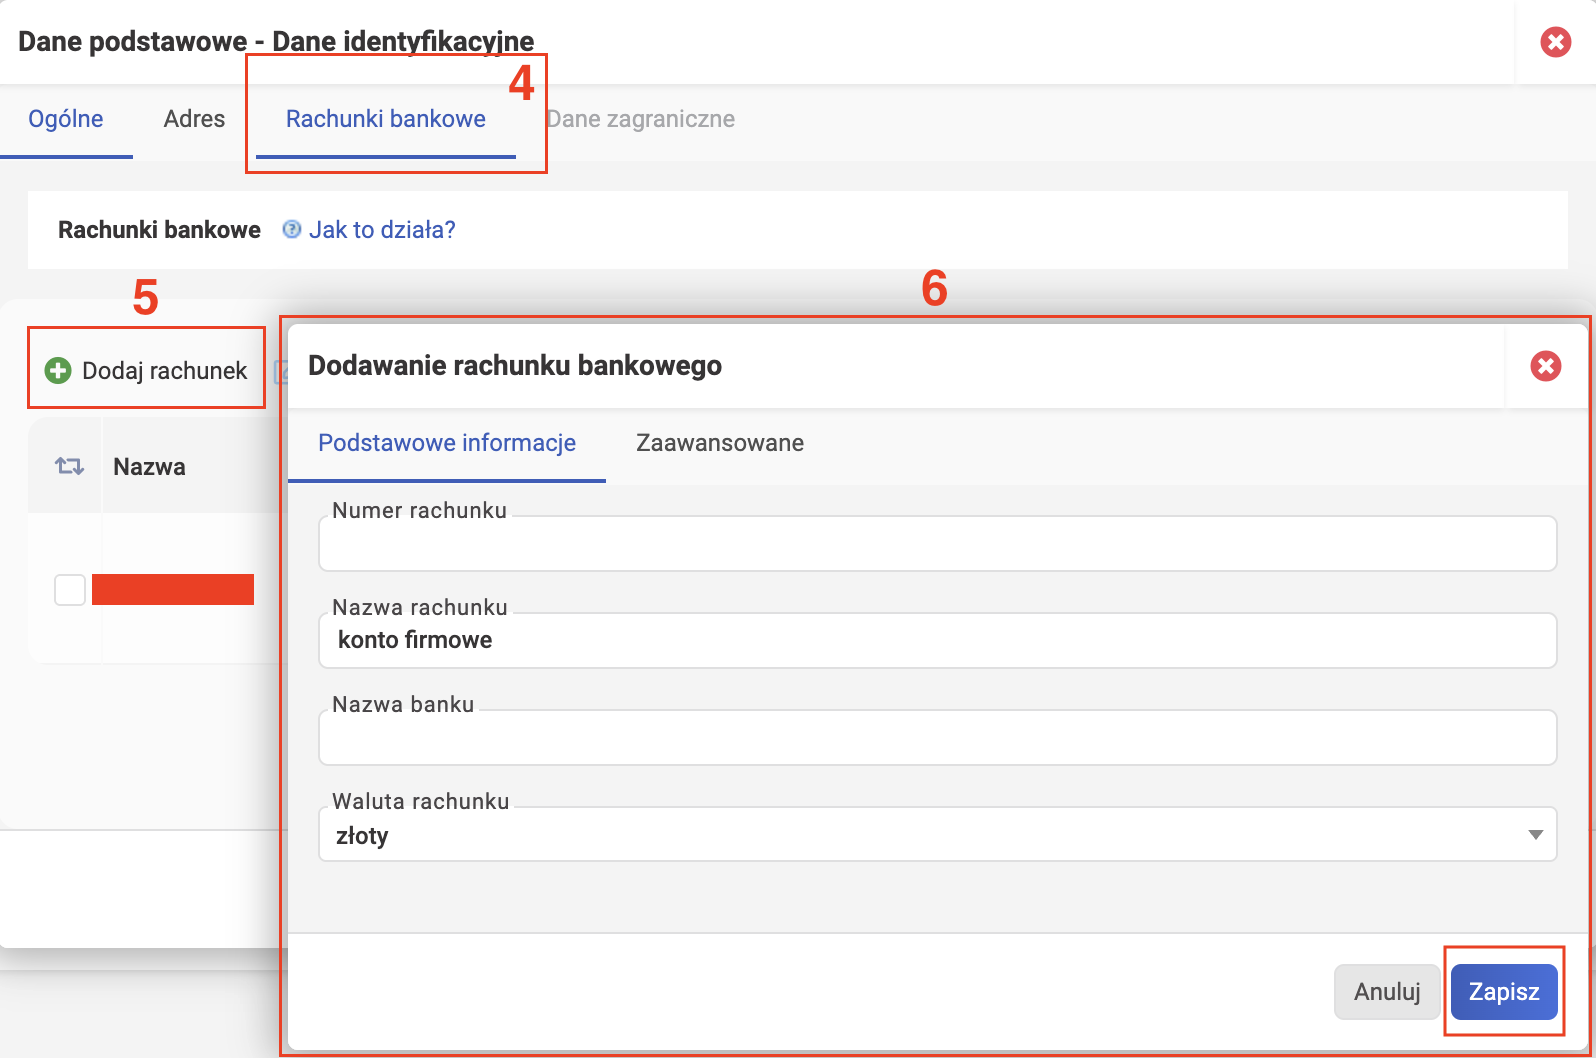 Dane podstawowe - Dane identyfikacyjne
4
Ogólne
Adres
Rachunki bankowe
Dane zagraniczne
Rachunki bankowe
Jak to działa?
5
6
Dodaj rachunek
Nazwa
Dodawanie rachunku bankowego
Podstawowe informacje
Zaawansowane
Numer rachunku
Nazwa rachunku
konto firmowe
Nazwa banku
Waluta rachunku
złoty
Anuluj
Zapisz